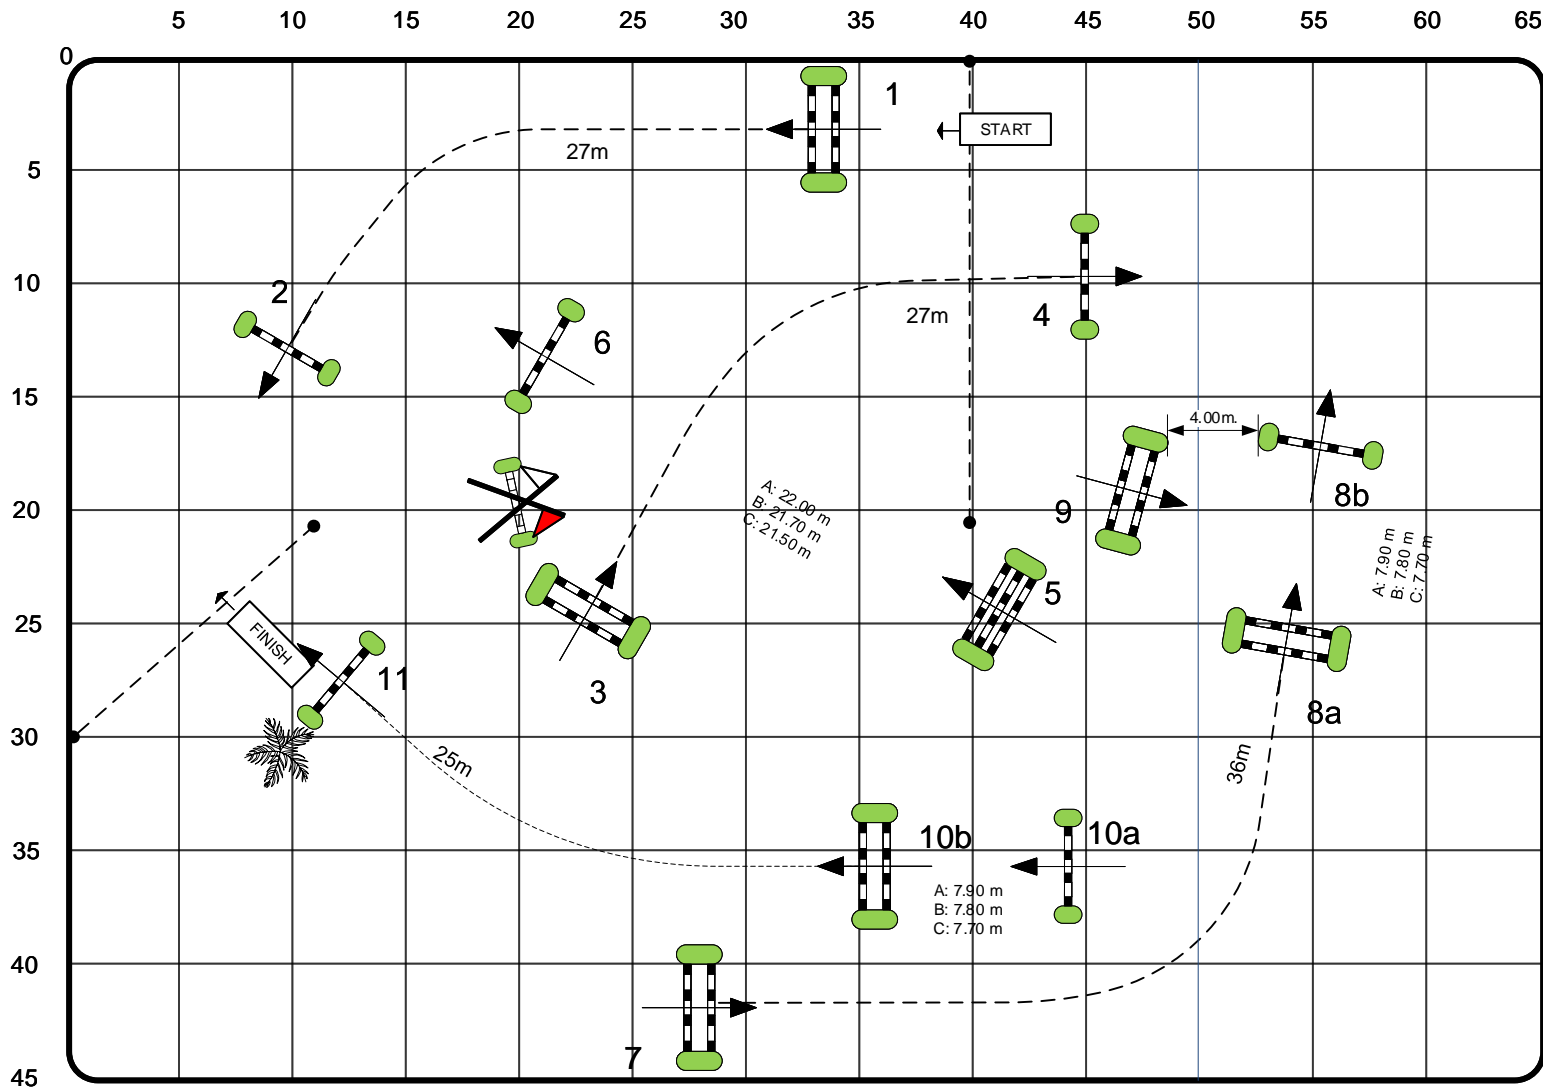 5 10 15 20 25 30 35 40 45 50 55 60 65
0
1
START
27m
5
2
10
4
27m
6
15
4.00m.
8b
9
20
A: 22.00 m
B: 21.70 m
C: 21.50 m
A: 7.90 m
B: 7.80 m
C: 7.70 m
5
25
FINISH
11
3
8a
30
25m
36m
10b
10a
35
A: 7.90 m
B: 7.80 m
C: 7.70 m
40
7
45